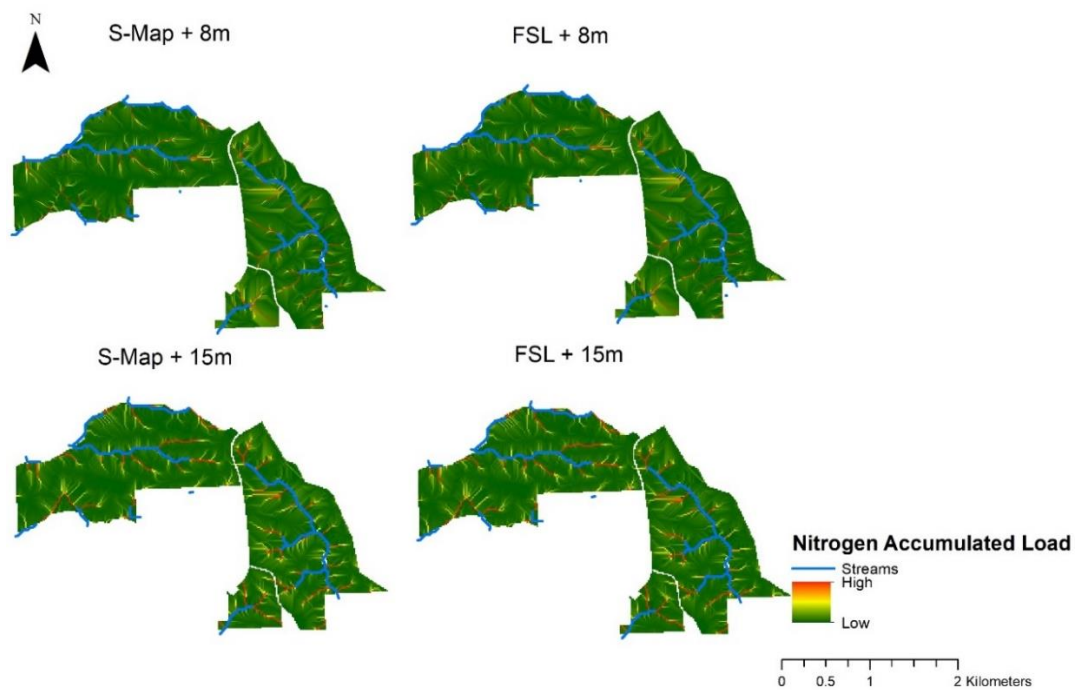 N
S-Map + 8m
FSL + 8m
S-Map + 15m
FSL + 15m
Nitrogen Accumulated Load
Streams
High
Low
0 0.5 1 2 Kilometers